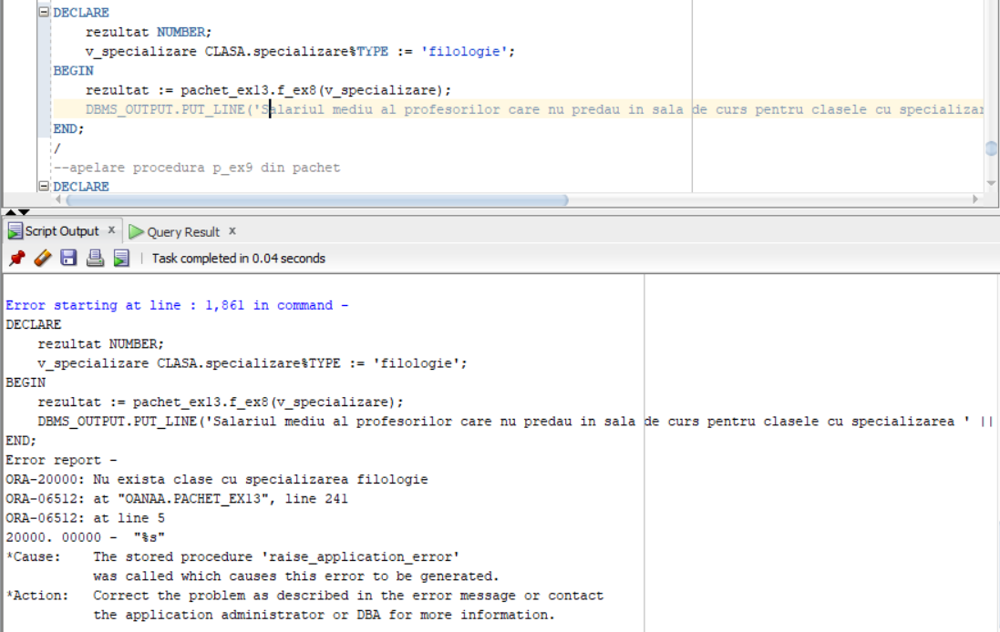 DECLARE
rezultat NUMBER;
v_specializare CLASA.specializare%TYPE := 'filologie';
BEGIN
rezultat := pachet_ex13.f_ex8(v_specializare);
DBMS_OUTPUT.PUT_LINE('Salariul mediu al profesorilor care nu predau in sala de curs pentru clasele cu specializar
END;
/
--apelare procedura p_ex9 din pachet
DECLARE
Script Output x Query Result x
Task completed in 0.04 seconds
Error starting at line : 1,861 in command -
DECLARE
rezultat NUMBER;
v_specializare CLASA.specializare%TYPE := 'filologie';
BEGIN
rezultat := pachet_ex13.f_ex8(v_specializare);
DBMS_OUTPUT.PUT_LINE('Salariul mediu al profesorilor care nu predau in sala de curs pentru clasele cu specializarea ' ||
END;
Error report -
ORA-20000: Nu exista clase cu specializarea filologie
ORA-06512: at "OANAA.PACHET_EX13", line 241
ORA-06512: at line 5
20000. 00000 - "%s"
*Cause: The stored procedure 'raise_application_error'
was called which causes this error to be generated.
*Action: Correct the problem as described in the error message or contact
the application administrator or DBA for more information.